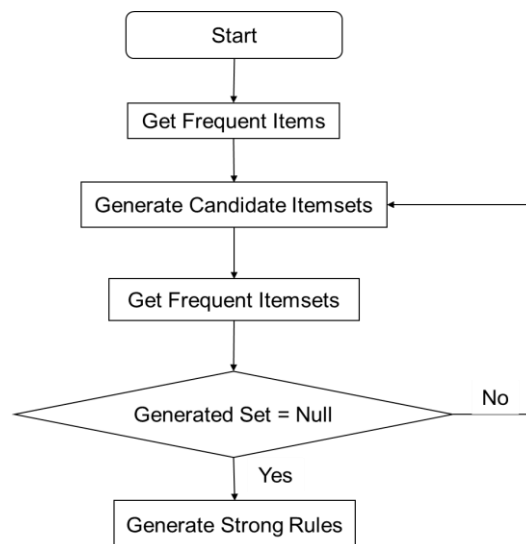 Start
Get Frequent Items
Generate Candidate Itemsets
Get Frequent Itemsets
Generated Set = Null
No
Yes
Generate Strong Rules